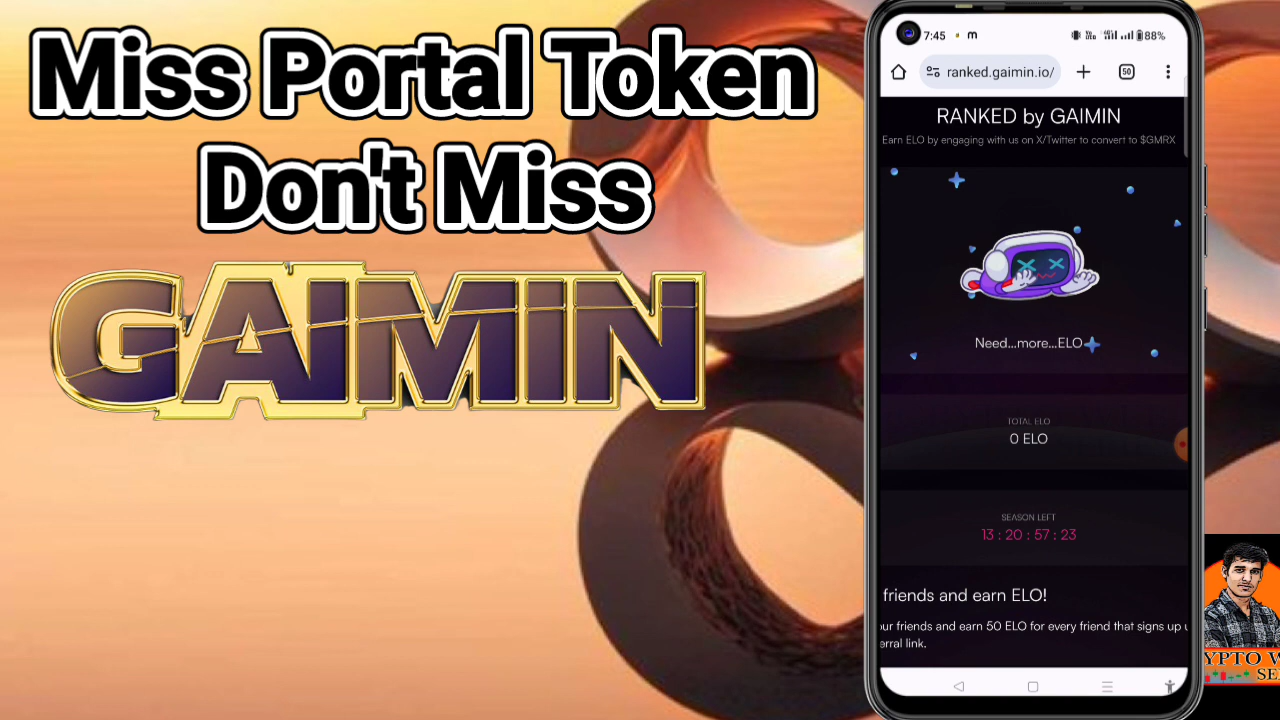 Miss Portal Token
Don't Miss
GAIMIN
7:45
88%
ranked.gaimin.io/
50
RANKED by GAIMIN
Earn ELO by engaging with us on X/Twitter to convert to $GMRX
Need...more...ELO
TOTAL ELO
0 ELO
SEASON LEFT
13 : 20 : 57 : 23
friends and earn ELO!
our friends and earn 50 ELO for every friend that signs up
erral link.
YPTO
SE